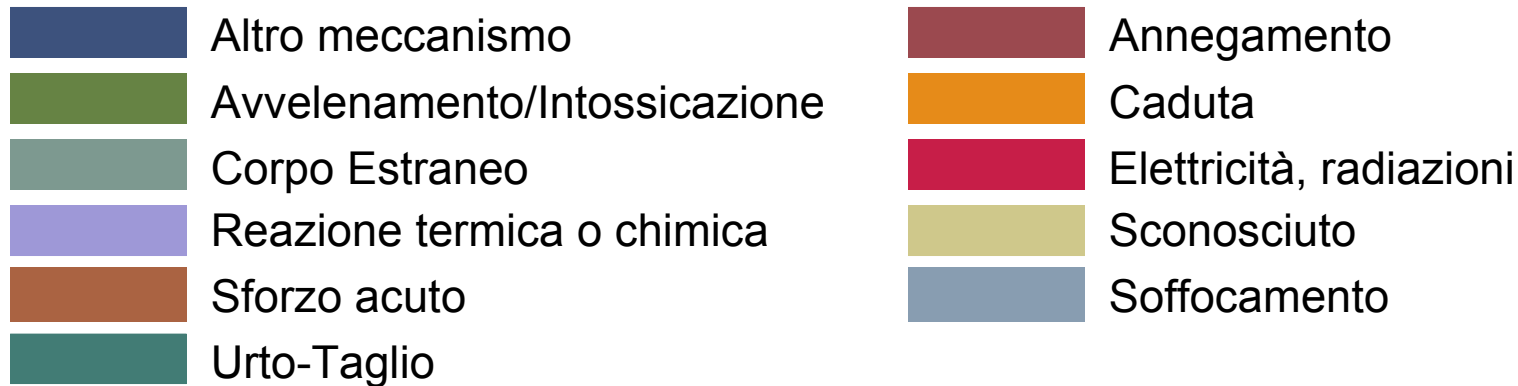 Altro meccanismo
Annegamento
Avvelenamento/Intossicazione
Caduta
Corpo Estraneo
Elettricità, radiazioni
Reazione termica o chimica
Sconosciuto
Sforzo acuto
Soffocamento
Urto-Taglio